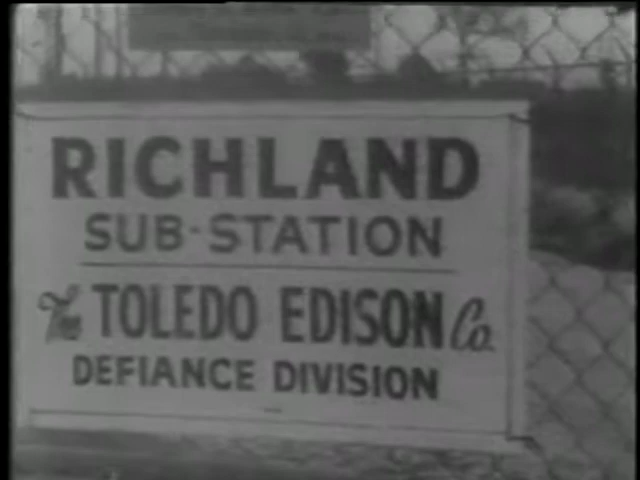 RICHLAND
SUB-STATION
The TOLEDO EDISON Co.
DEFIANCE DIVISION